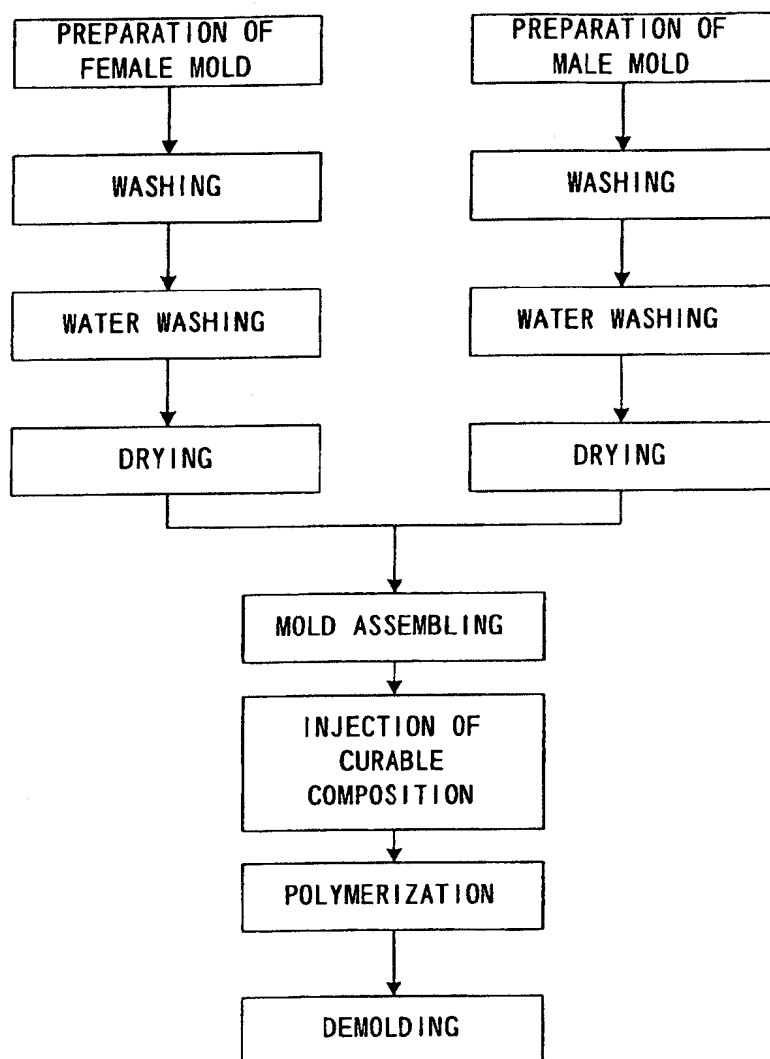 PREPARATION OF
FEMALE MOLD
PREPARATION OF
MALE MOLD
WASHING
WASHING
WATER WASHING
WATER WASHING
DRYING
DRYING
MOLD ASSEMBLING
INJECTION OF
CURABLE
COMPOSITION
POLYMERIZATION
DEMOLDING